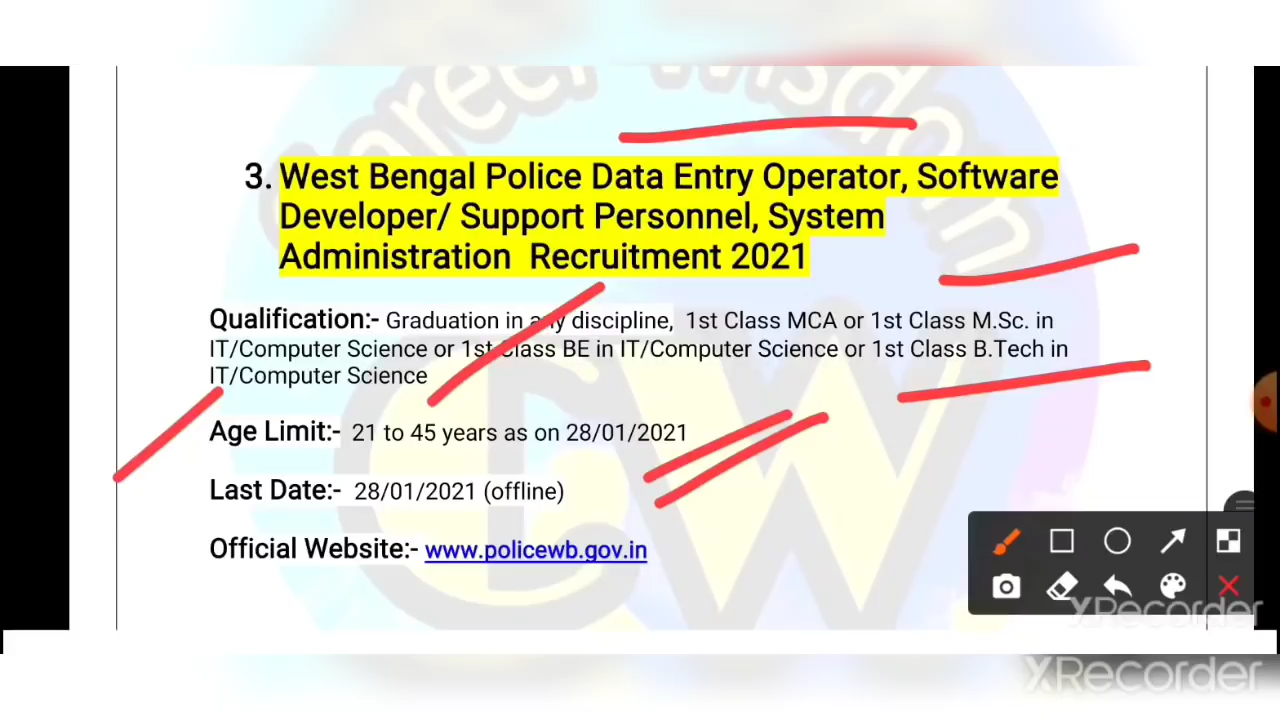 Career Wisdom
3. West Bengal Police Data Entry Operator, Software
Developer/ Support Personnel, System
Administration Recruitment 2021
Qualification:- Graduation in any discipline, 1st Class MCA or 1st Class M.Sc. in
IT/Computer Science or 1st Class BE in IT/Computer Science or 1st Class B.Tech in
IT/Computer Science
Age Limit:- 21 to 45 years as on 28/01/2021
Last Date:- 28/01/2021 (offline)
Official Website:- www.policewb.gov.in
CW
XRecorder
XRecorder